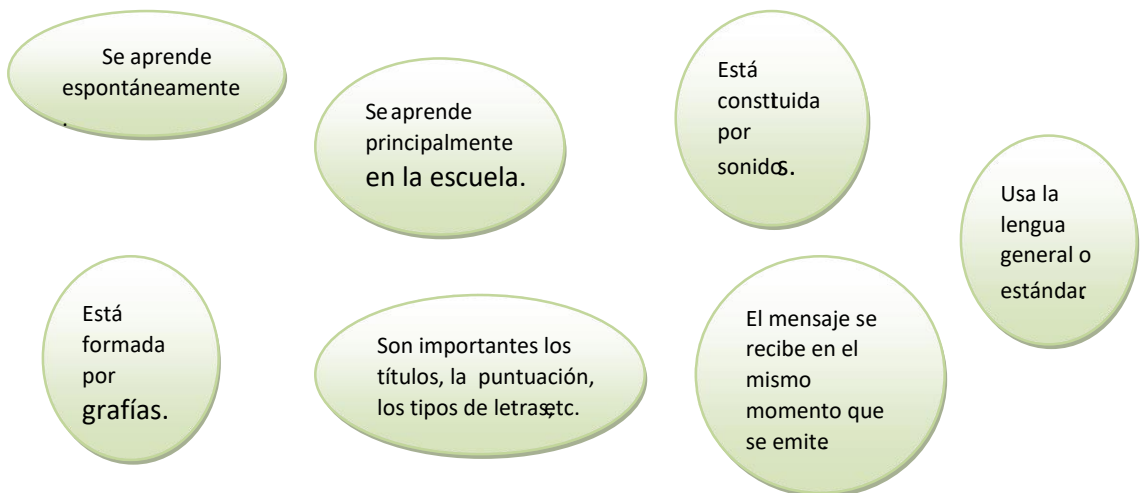 Se aprende
espontáneamente
.
Se aprende
principalmente
en la escuela.
Está
constituida
por
sonidos.
Usa la
lengua
general o
estándar.
Está
formada
por
grafías.
Son importantes los
títulos, la puntuación,
los tipos de letras,etc.
El mensaje se
recibe en el
mismo
momento que
se emite.